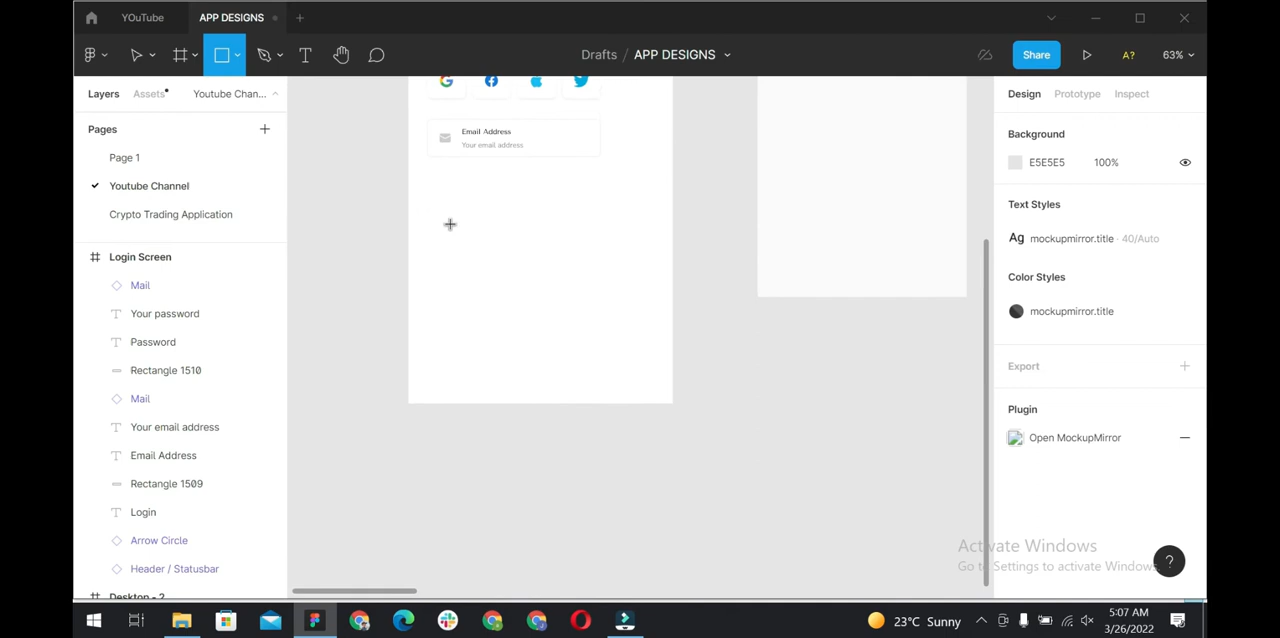 YOuTube
APP DESIGNS
Drafts / APP DESIGNS
Share
A?
63%
Layers
Assets
Youtube Chan...
Design
Prototype
Inspect
Pages
Page 1
Youtube Channel
Crypto Trading Application
Login Screen
Mail
Your password
Password
Rectangle 1510
Mail
Your email address
Email Address
Rectangle 1509
Login
Arrow Circle
Header / Statusbar
Desktop - 2
Email Address
Your email address
Background
E5E5E5
100%
Text Styles
Ag mockupmirror.title · 40/Auto
Color Styles
mockupmirror.title
Export
Plugin
Open MockupMirror
Activate Windows
Go to Settings to activate Windows.
?
23°C Sunny
5:07 AM
3/26/2022